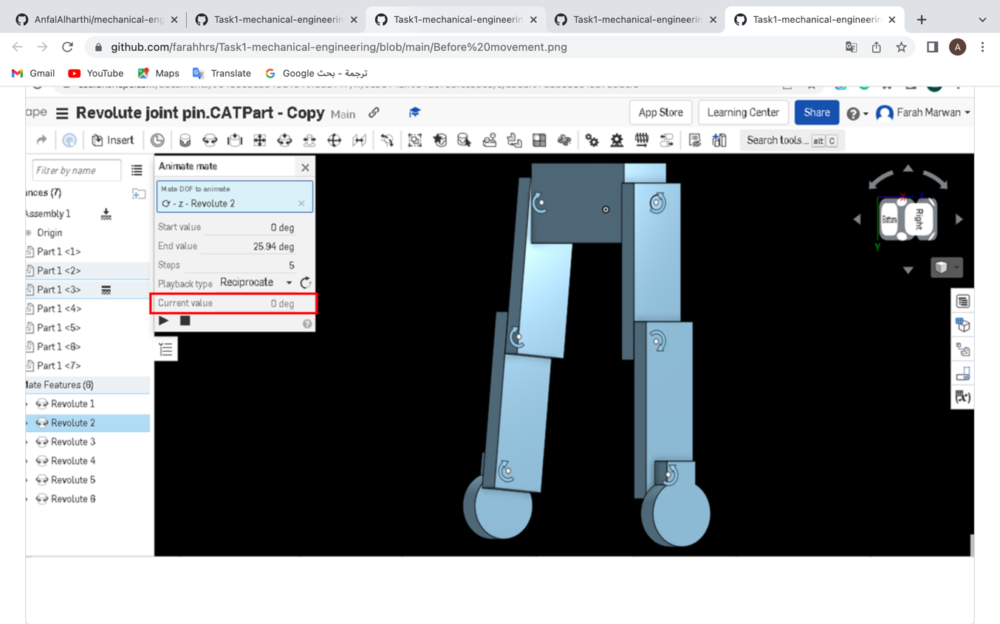 AnfalAlharthi/mechanical-eng
Task1-mechanical-engineerin
Task1-mechanical-engineerin
Task1-mechanical-engineerin
Task1-mechanical-engineerin
github.com/farahhrs/Task1-mechanical-engineering/blob/main/Before%20movement.png
A
Gmail
YouTube
Maps
Translate
Google ترجمة - بحث
ape
Revolute joint pin.CATPart - Copy Main
App Store
Learning Center
Share
Farah Marwan
Insert
Search tools... alt C
Filter by name
nces (7)
Assembly 1
Origin
Part 1 <1>
Part 1 <2>
Part 1 <3>
Part 1 <4>
Part 1 <5>
Part 1 <6>
Part 1 <7>
Mate Features (6)
Revolute 1
Revolute 2
Revolute 3
Revolute 4
Revolute 5
Revolute 6
Animate mate
Mate DOF to animate
- z - Revolute 2
Start value 0 deg
End value 25.94 deg
Steps 5
Playback type Reciprocate
Current value 0 deg
X
Z
Bottom
Right
Y
(x)